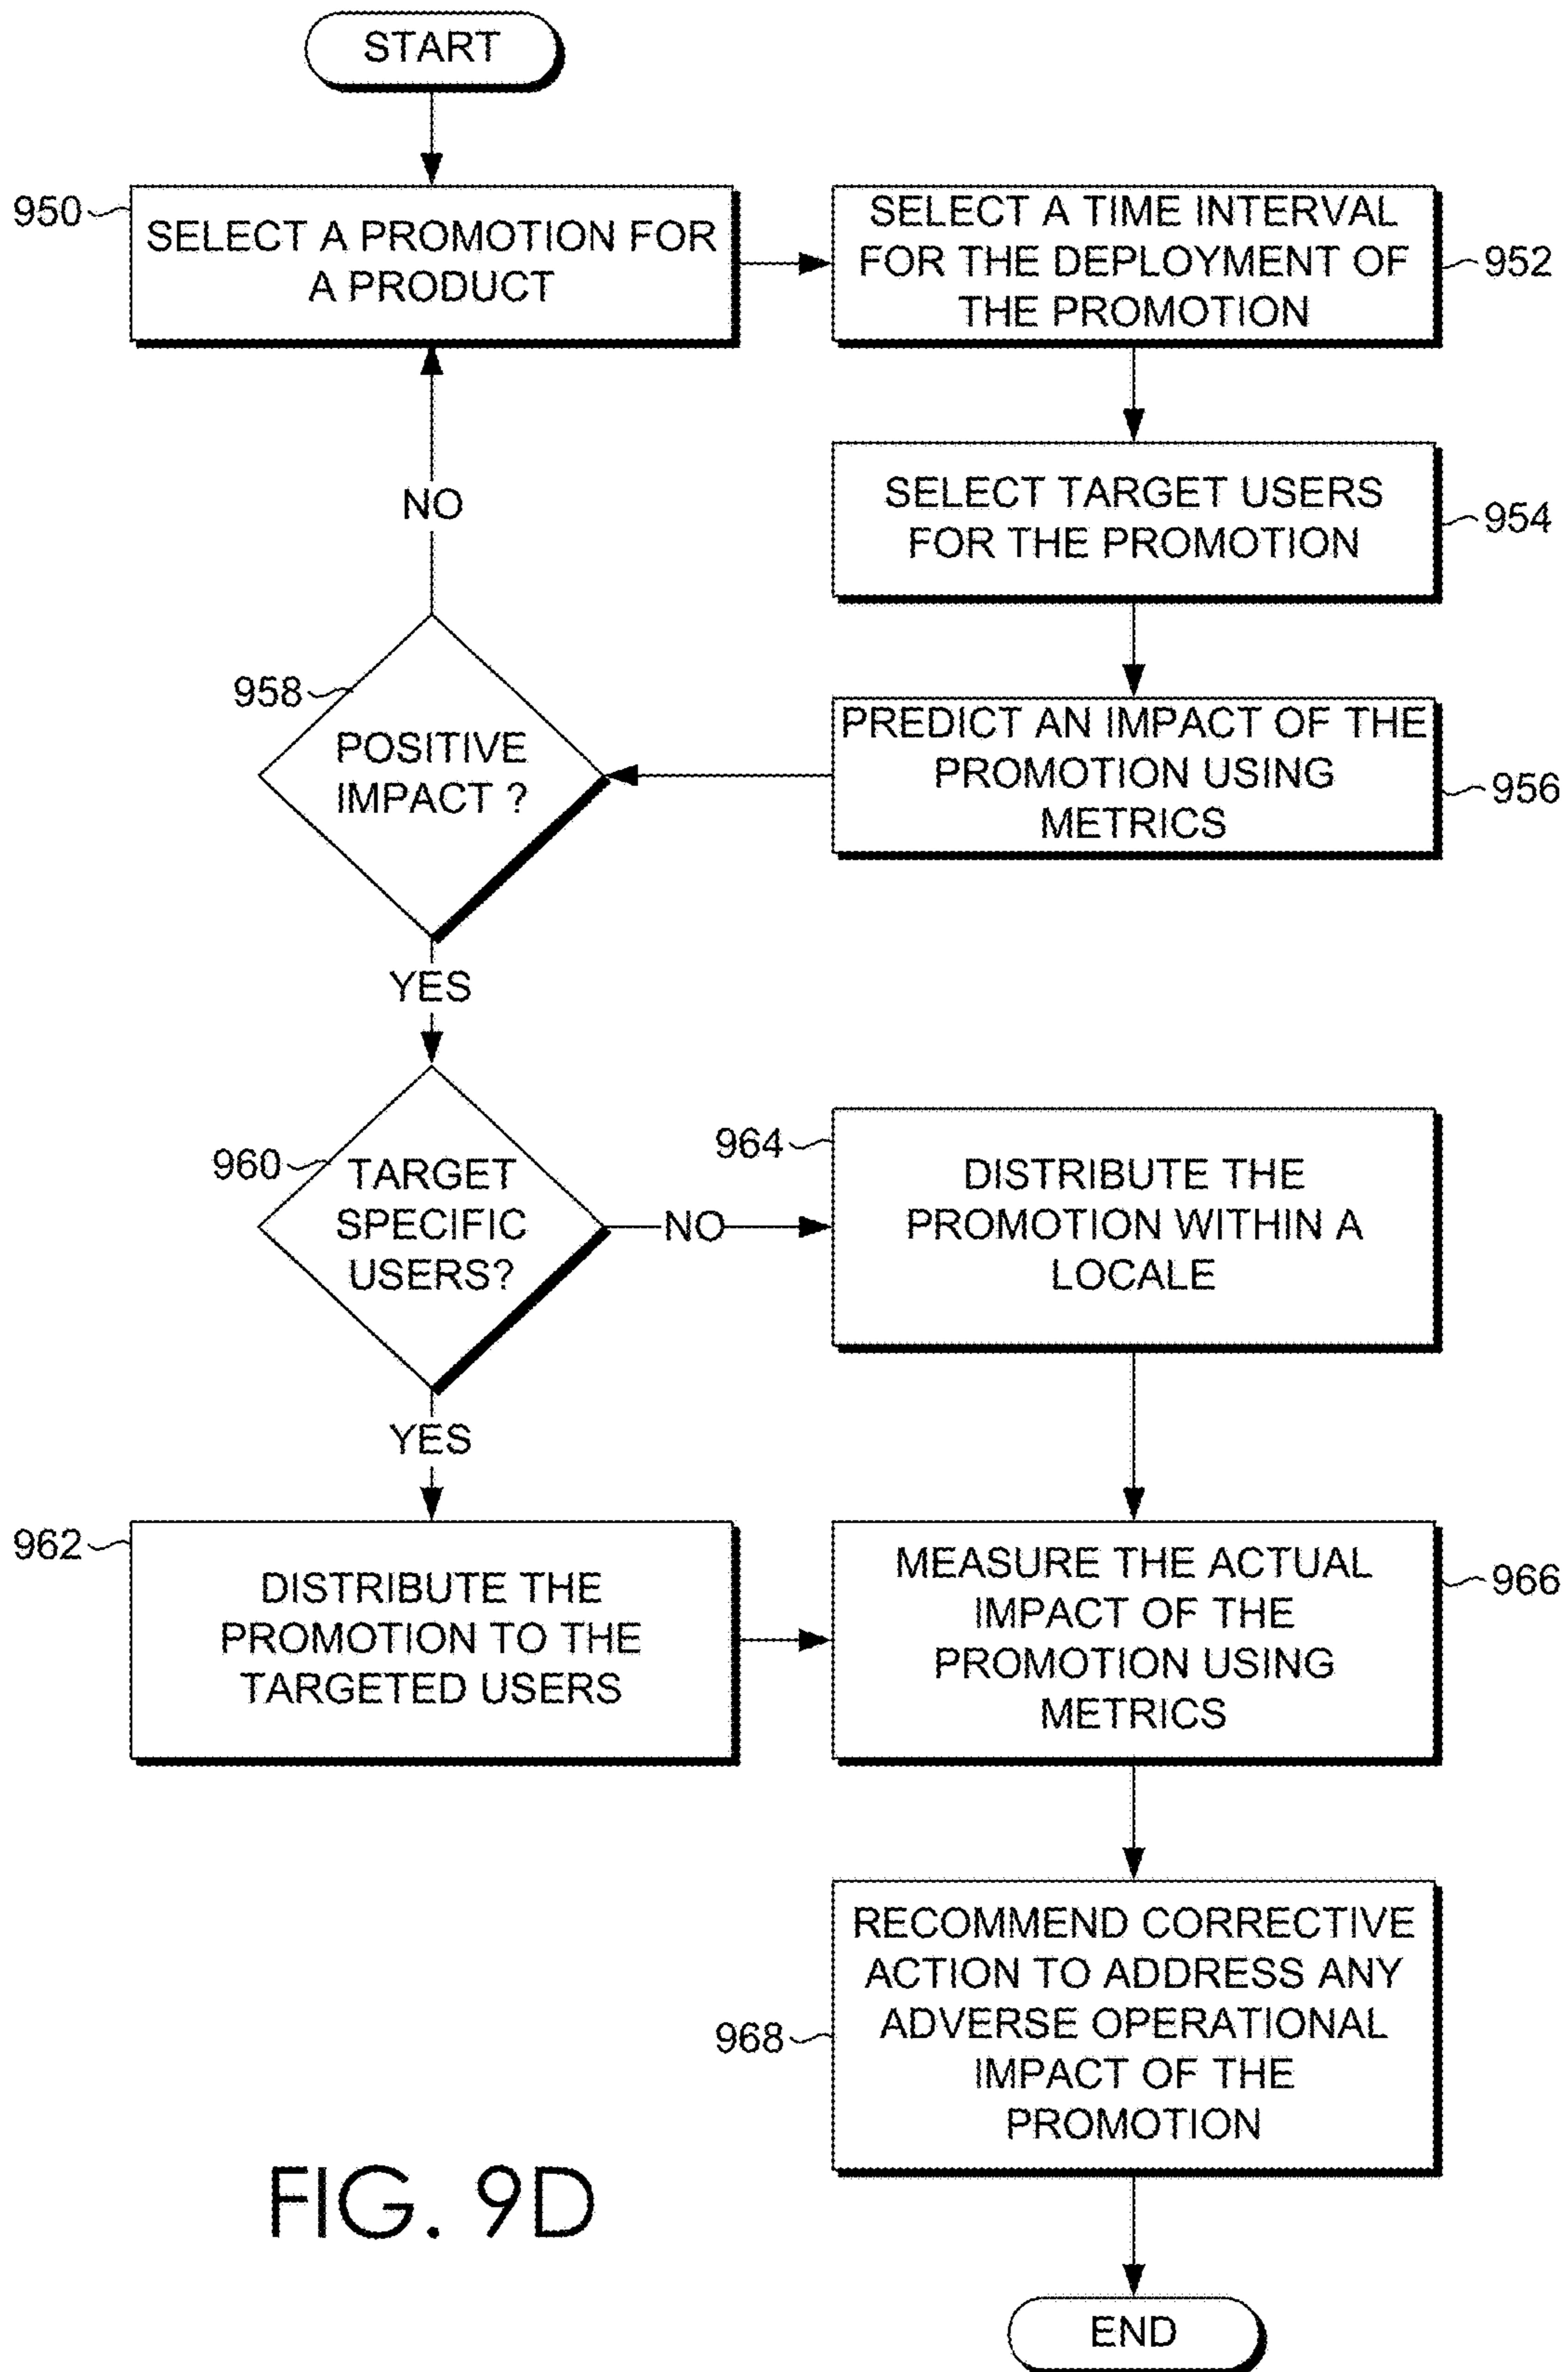 START
950
SELECT A PROMOTION FOR
A PRODUCT
SELECT A TIME INTERVAL
FOR THE DEPLOYMENT OF
THE PROMOTION
952
SELECT TARGET USERS
FOR THE PROMOTION
954
NO
958
POSITIVE
IMPACT ?
PREDICT AN IMPACT OF THE
PROMOTION USING
METRICS
956
YES
960
TARGET
SPECIFIC
USERS?
NO
964
DISTRIBUTE THE
PROMOTION WITHIN A
LOCALE
YES
962
DISTRIBUTE THE
PROMOTION TO THE
TARGETED USERS
MEASURE THE ACTUAL
IMPACT OF THE
PROMOTION USING
METRICS
966
968
RECOMMEND CORRECTIVE
ACTION TO ADDRESS ANY
ADVERSE OPERATIONAL
IMPACT OF THE
PROMOTION
FIG. 9D
END